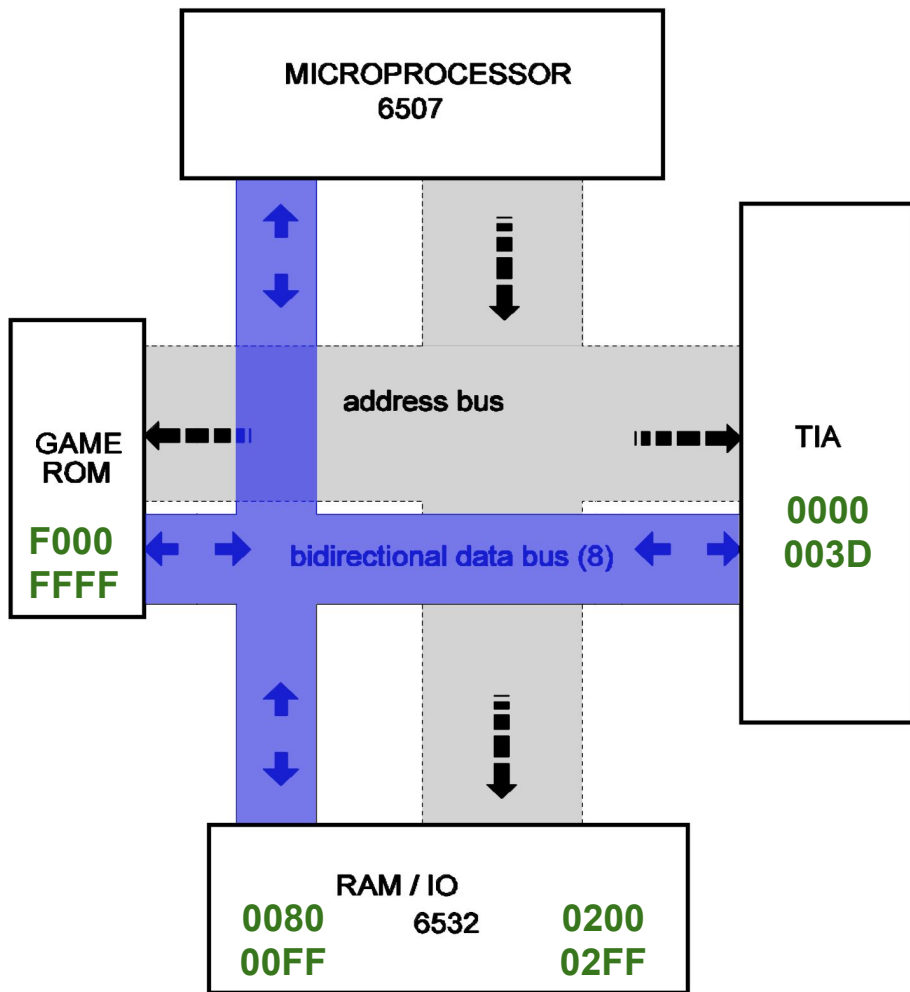 MICROPROCESSOR
6507
address bus
GAME
ROM
F000
FFFF
TIA
0000
003D
bidirectional data bus (8)
RAM / IO
6532
0080
00FF
0200
02FF